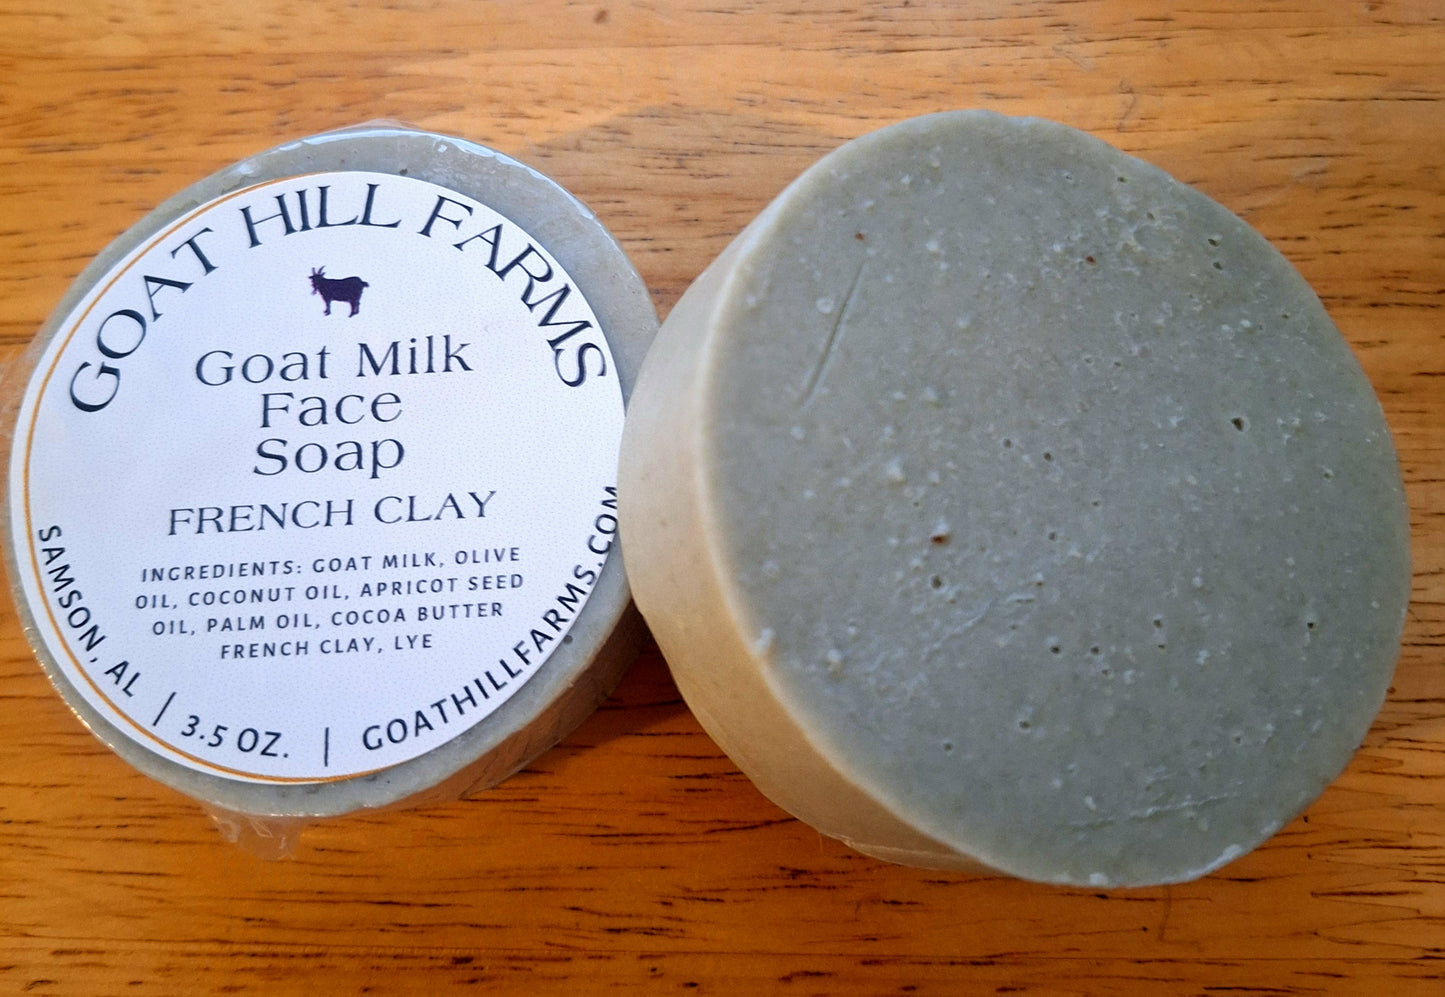 GOAT HILL FARMS
Goat Milk
Face
Soap
FRENCH CLAY
INGREDIENTS: GOAT MILK, OLIVE
OIL, COCONUT OIL, APRICOT SEED
OIL, PALM OIL, COCOA BUTTER
FRENCH CLAY, LYE
SAMSON, AL | 3.5 OZ. | GOATHILLFARMS.COM